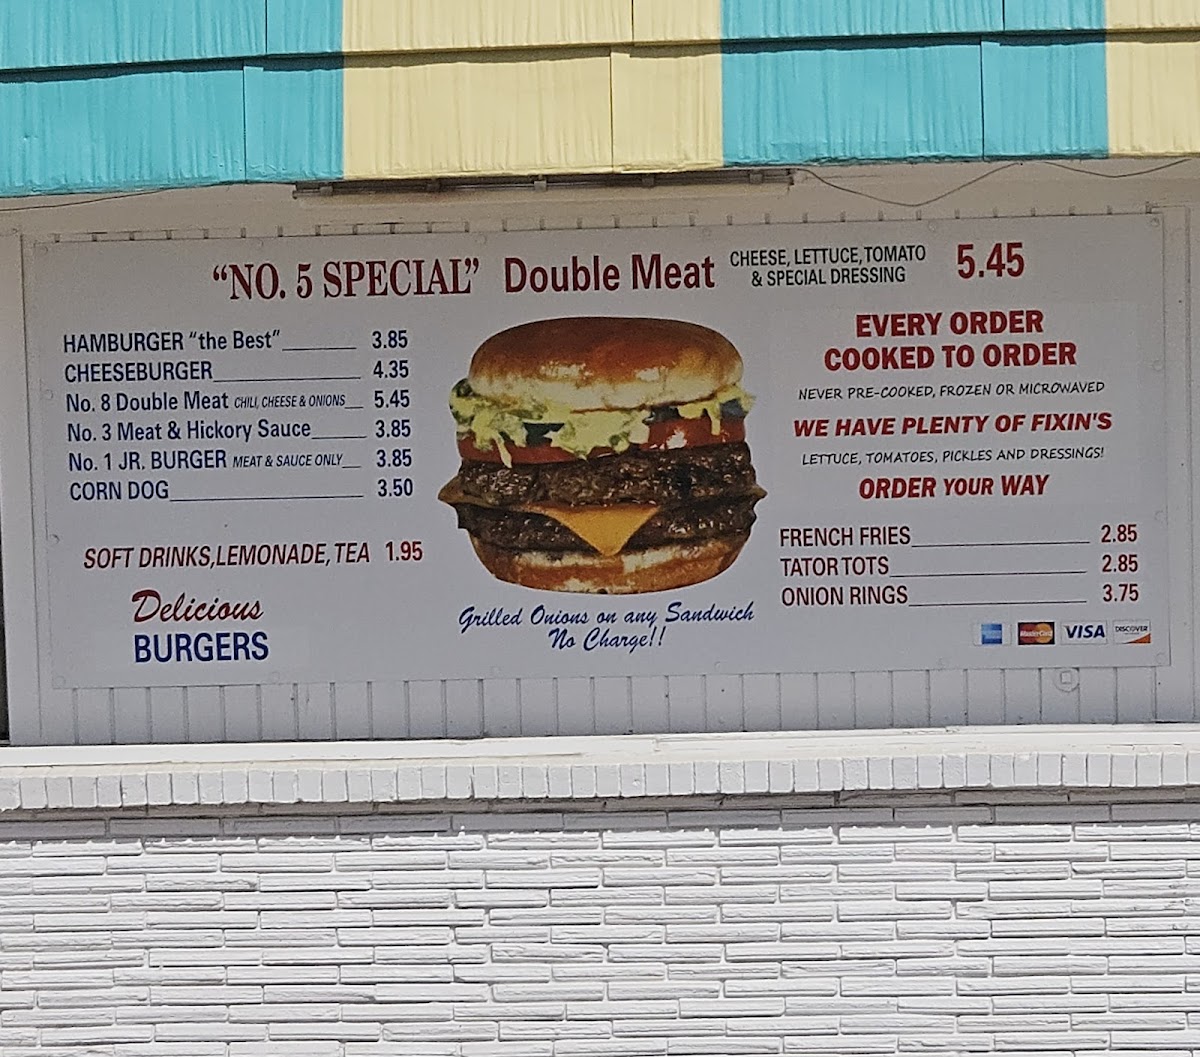 "NO. 5 SPECIAL" Double Meat CHEESE, LETTUCE, TOMATO & SPECIAL DRESSING 5.45
HAMBURGER "the Best" 3.85
CHEESEBURGER 4.35
No. 8 Double Meat CHILI, CHEESE & ONIONS 5.45
No. 3 Meat & Hickory Sauce 3.85
No. 1 JR. BURGER MEAT & SAUCE ONLY 3.85
CORN DOG 3.50
SOFT DRINKS, LEMONADE, TEA 1.95
Delicious
BURGERS
Grilled Onions on any Sandwich
No Charge!!
EVERY ORDER
COOKED TO ORDER
NEVER PRE-COOKED, FROZEN OR MICROWAVED
WE HAVE PLENTY OF FIXIN'S
LETTUCE, TOMATOES, PICKLES AND DRESSINGS!
ORDER YOUR WAY
FRENCH FRIES 2.85
TATOR TOTS 2.85
ONION RINGS 3.75
MasterCard VISA DISCOVER